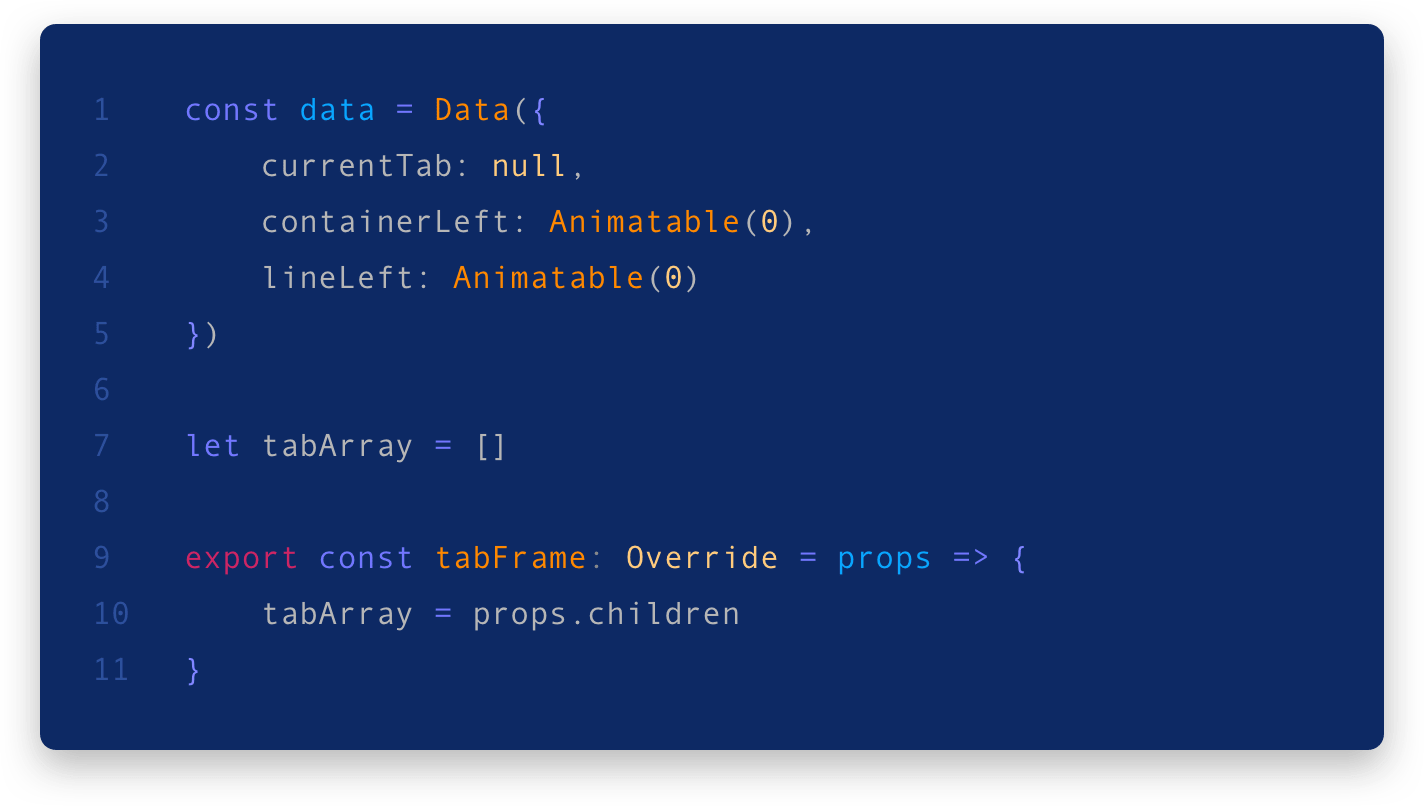 1 const data = Data({
2 currentTab: null,
3 containerLeft: Animatable(0),
4 lineLeft: Animatable(0)
5 })
6
7 let tabArray = []
8
9 export const tabFrame: Override = props => {
10 tabArray = props.children
11 }